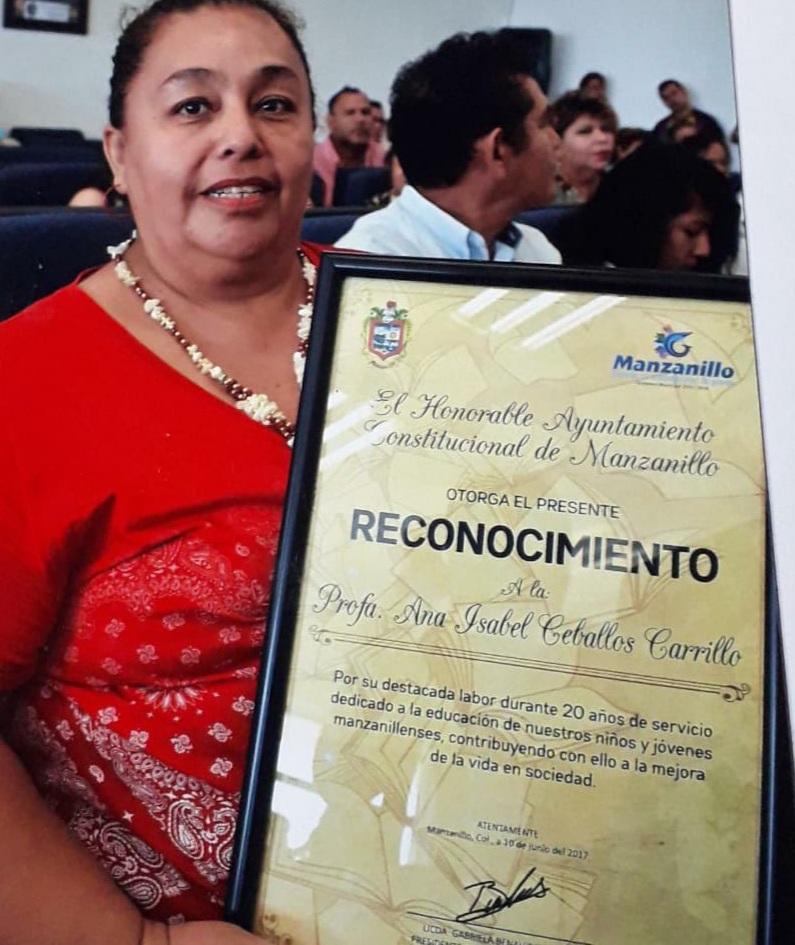 Manzanillo
El Honorable Ayuntamiento
Constitucional de Manzanillo
OTORGA EL PRESENTE
RECONOCIMIENTO
A la:
Profa. Ana Isabel Ceballos Carrillo
Por su destacada labor durante 20 años de servicio
dedicado a la educación de nuestros niños y jóvenes
manzanillenses, contribuyendo con ello a la mejora
de la vida en sociedad.
ATENTAMENTE
Manzanillo, Col., a 10 de junio del 2017
LICDA. GABRIELA